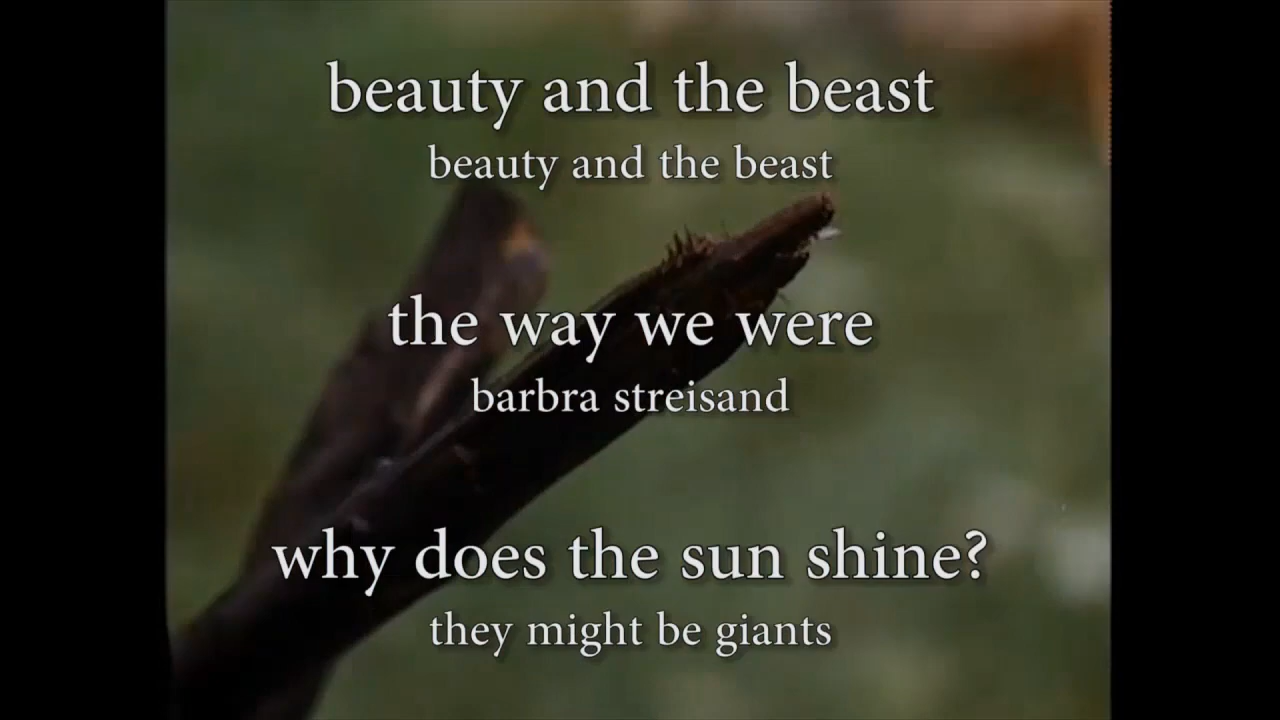 beauty and the beast
beauty and the beast
the way we were
barbra streisand
why does the sun shine?
they might be giants